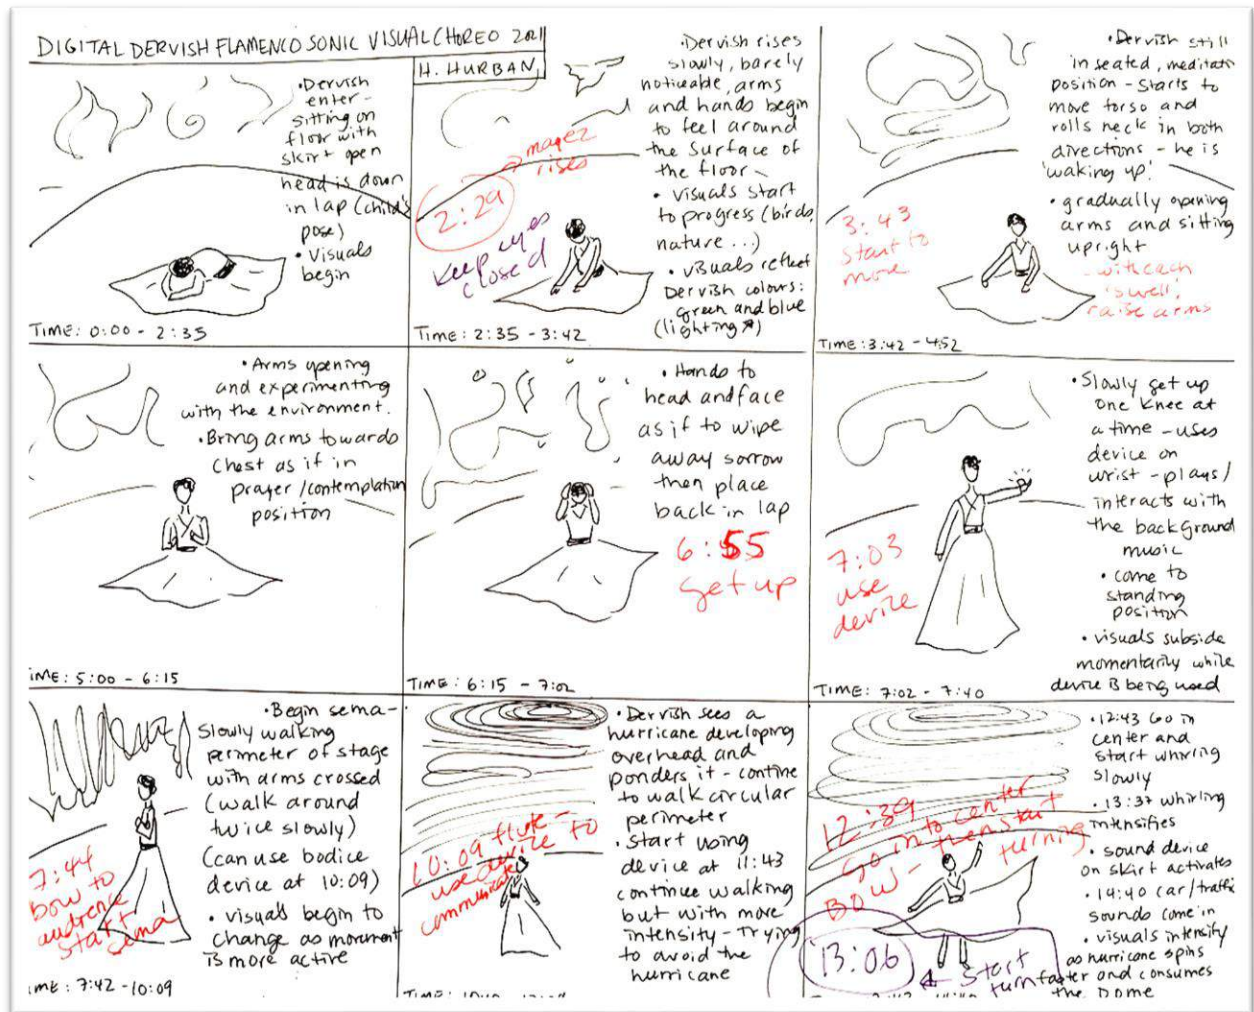 DIGITAL DERVISH FLAMENCO SONIC VISUAL CHOREO 2021
H. HURBAN
•Dervish
enter -
sitting on
floor with
skirt open
head is down
in lap (child's
pose)
• Visuals
begin
TIME: 0:00 - 2:35
•Dervish rises
slowly, barely
noticeable, arms
and hands begin
to feel around
the surface of
the floor -
• visuals start
to progress (birds,
nature ...)
• visuals reflect
Dervish colours:
green and blue
(lighting)
rises
2:29
keep eyes
closed
TIME: 2:35 - 3:42
•Dervish still
in seated, meditati
position - starts to
move torso and
rolls neck in both
directions - he is
'waking up'.
• gradually opening
arms and sitting
upright
- with each
'swell',
raise arms
3:43
start to
move
TIME: 3:42 - 4:52
• Arms opening
and experimenting
with the environment.
•Bring arms towards
chest as if in
prayer/contemplation
position
IME: 5:00 - 6:15
• Hands to
head and face
as if to wipe
away sorrow
then place
back in lap
6:55
get up
TIME: 6:15 - 7:02
•Slowly get up
one knee at
a time - uses
device on
wrist - plays/
interacts with
the background
music
• come to
standing
position
• visuals subside
momentarily while
device is being used
7:03
use
device
TIME: 7:02 - 7:40
•Begin sema-
slowly walking
perimeter of stage
with arms crossed
(walk around
twice slowly)
(can use bodice
device at 10:09)
• visuals begin to
change as movement
is more active
7:44
bow to
audience
start
sema
IME: 7:42 - 10:09
• Dervish sees a
hurricane developing
overhead and
ponders it - contine
to walk circular
perimeter
• start using
device at 11:43
continue walking
but with more
intensity - trying
to avoid the
hurricane
10:09 flute -
use device to
communicate
•12:43 Go in
center and
start whirling
slowly
• 13:37 whirling
intensifies
• sound device
on skirt activates
• 14:40 car/traffic
sounds come in
• visuals intensify
as hurricane spins
faster and consumes
the Dome
12:39
Go into center
BOW - then start
turning
13:06
start
turn